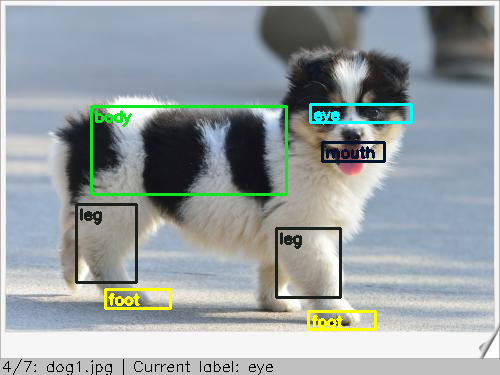 body
eye
mouth
leg
leg
foot
foot
4/7: dog1.jpg | Current label: eye